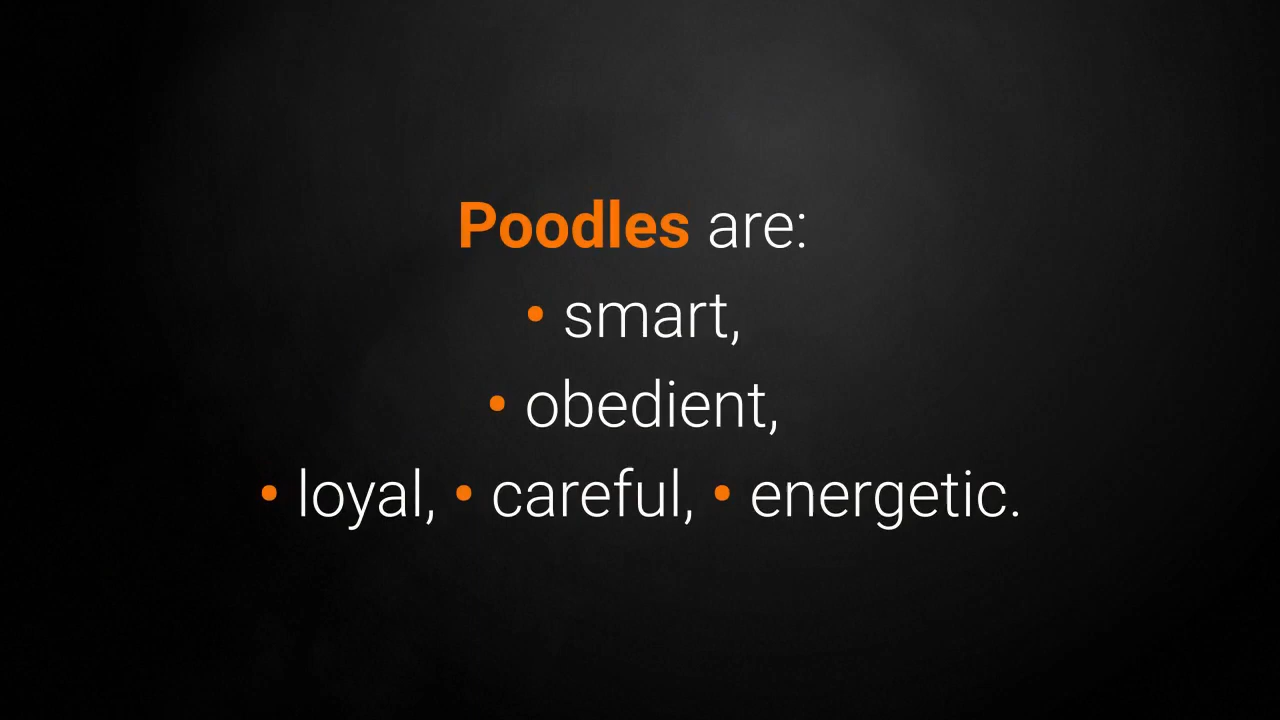 Poodles are:
• smart,
• obedient,
• loyal, • careful, • energetic.